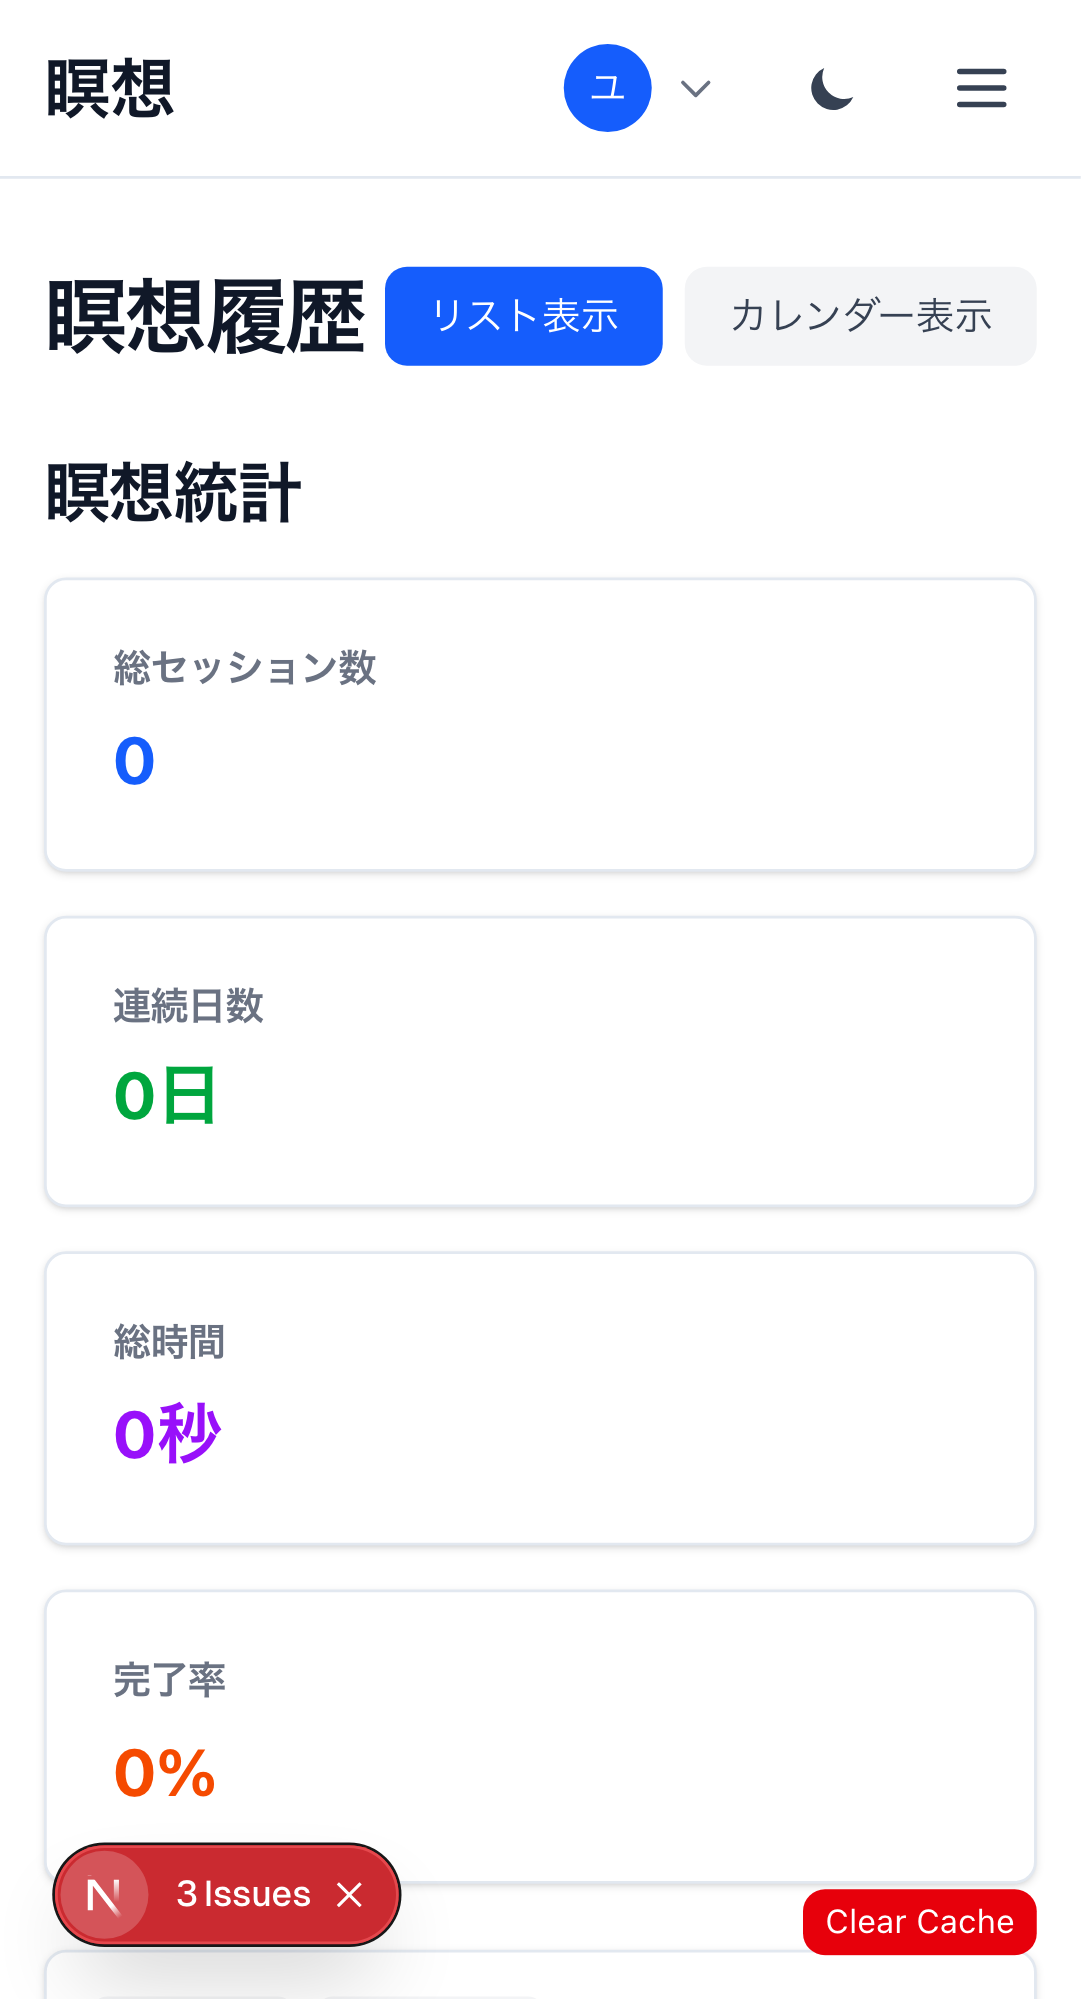 瞑想
ユ
瞑想履歴
リスト表示
カレンダー表示
瞑想統計
総セッション数
0
連続日数
0日
総時間
0秒
完了率
0%
N
3 Issues
Clear Cache